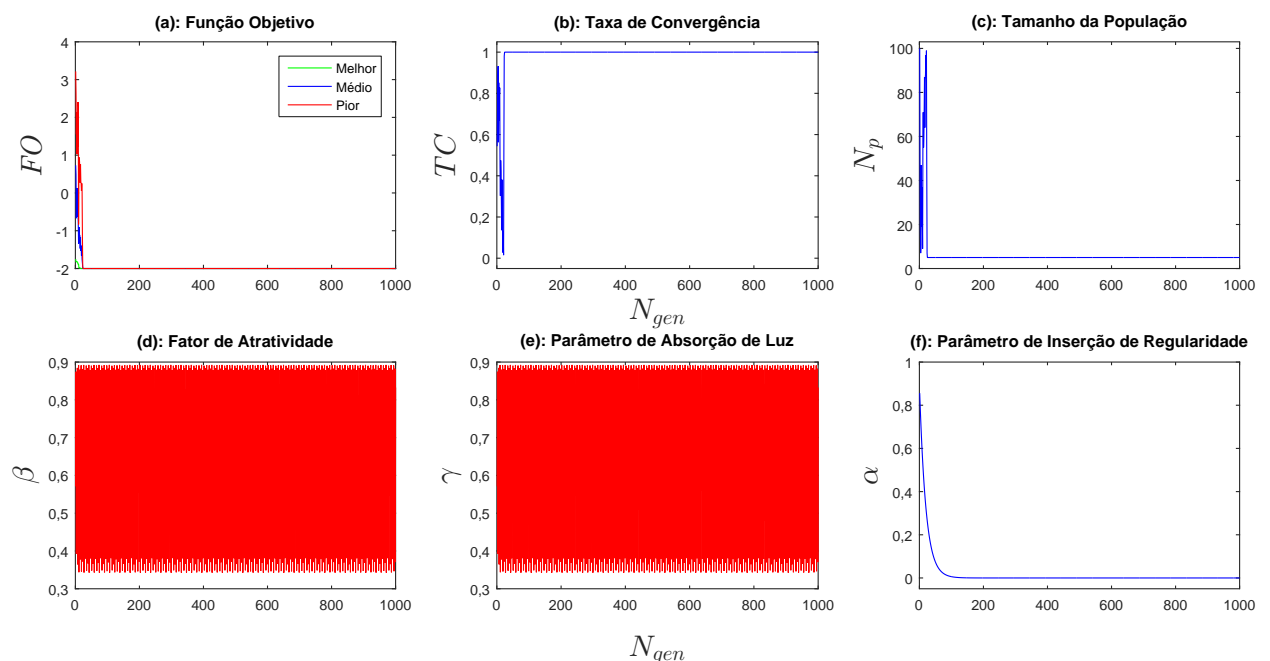 (a): Função Objetivo
FO
4
3
2
1
0
-1
-2
0 200 400 600 800 1000
Melhor
Médio
Pior
(b): Taxa de Convergência
TC
1
0,8
0,6
0,4
0,2
0
0 200 400 600 800 1000
N_gen
(c): Tamanho da População
N_p
100
80
60
40
20
0
0 200 400 600 800 1000
(d): Fator de Atratividade
β
0,9
0,8
0,7
0,6
0,5
0,4
0,3
0 200 400 600 800 1000
(e): Parâmetro de Absorção de Luz
γ
0,9
0,8
0,7
0,6
0,5
0,4
0,3
0 200 400 600 800 1000
N_gen
(f): Parâmetro de Inserção de Regularidade
α
1
0,8
0,6
0,4
0,2
0
0 200 400 600 800 1000